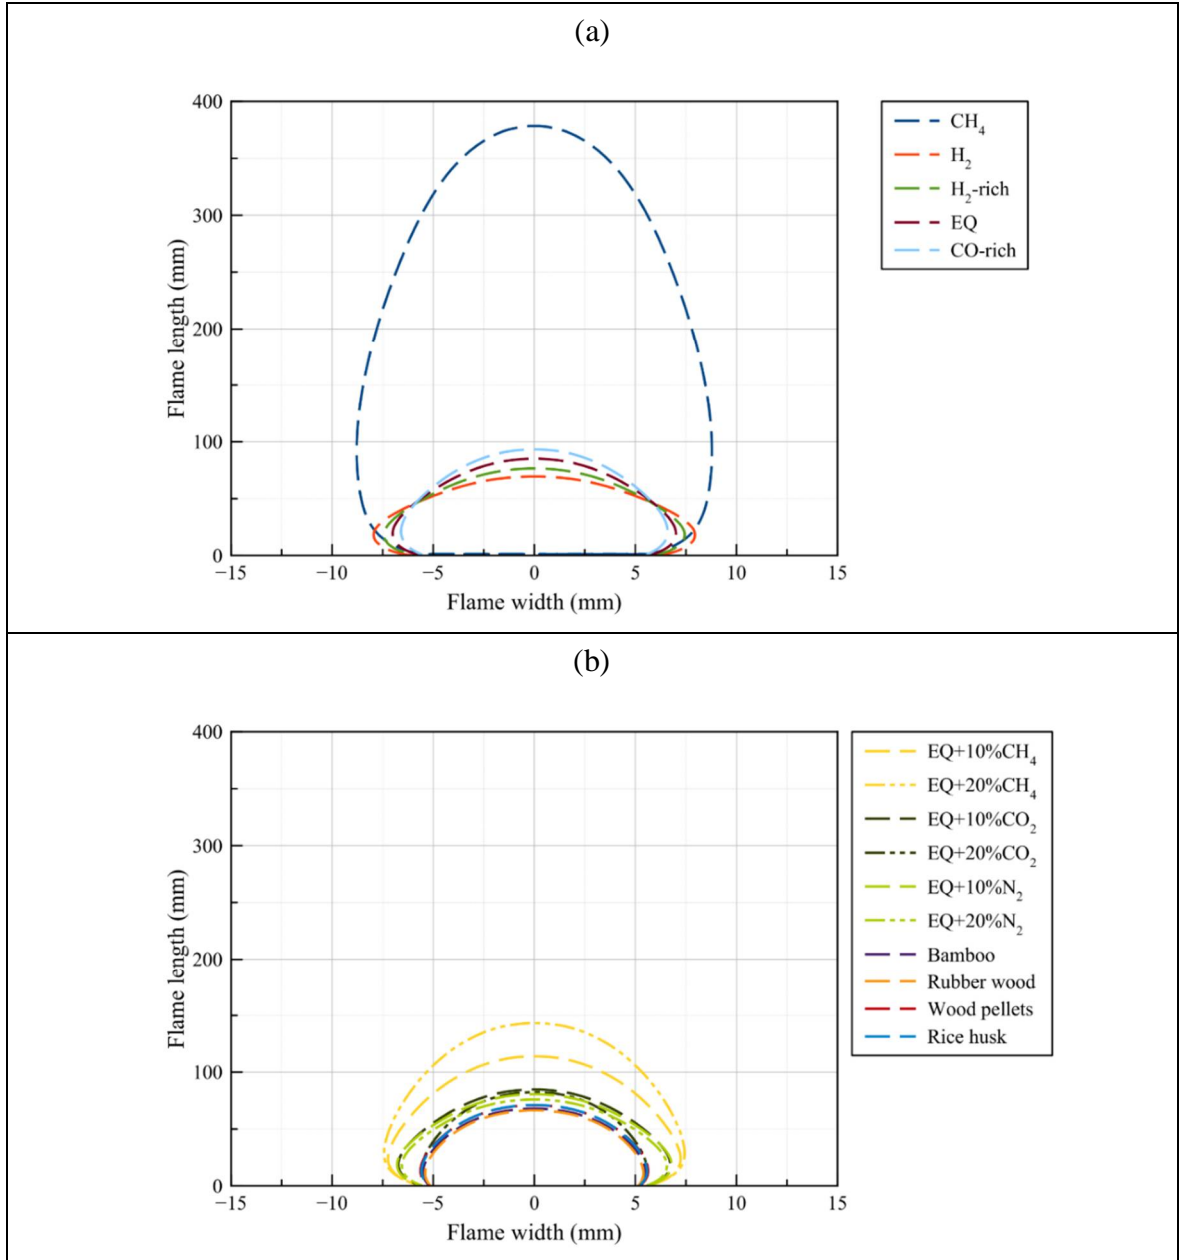 (a)
400
300
200
100
0
Flame length (mm)
−15
−10
−5
0
5
10
15
Flame width (mm)
CH₄
H₂
H₂-rich
EQ
CO-rich
(b)
400
300
200
100
0
Flame length (mm)
−15
−10
−5
0
5
10
15
Flame width (mm)
EQ+10%CH₄
EQ+20%CH₄
EQ+10%CO₂
EQ+20%CO₂
EQ+10%N₂
EQ+20%N₂
Bamboo
Rubber wood
Wood pellets
Rice husk